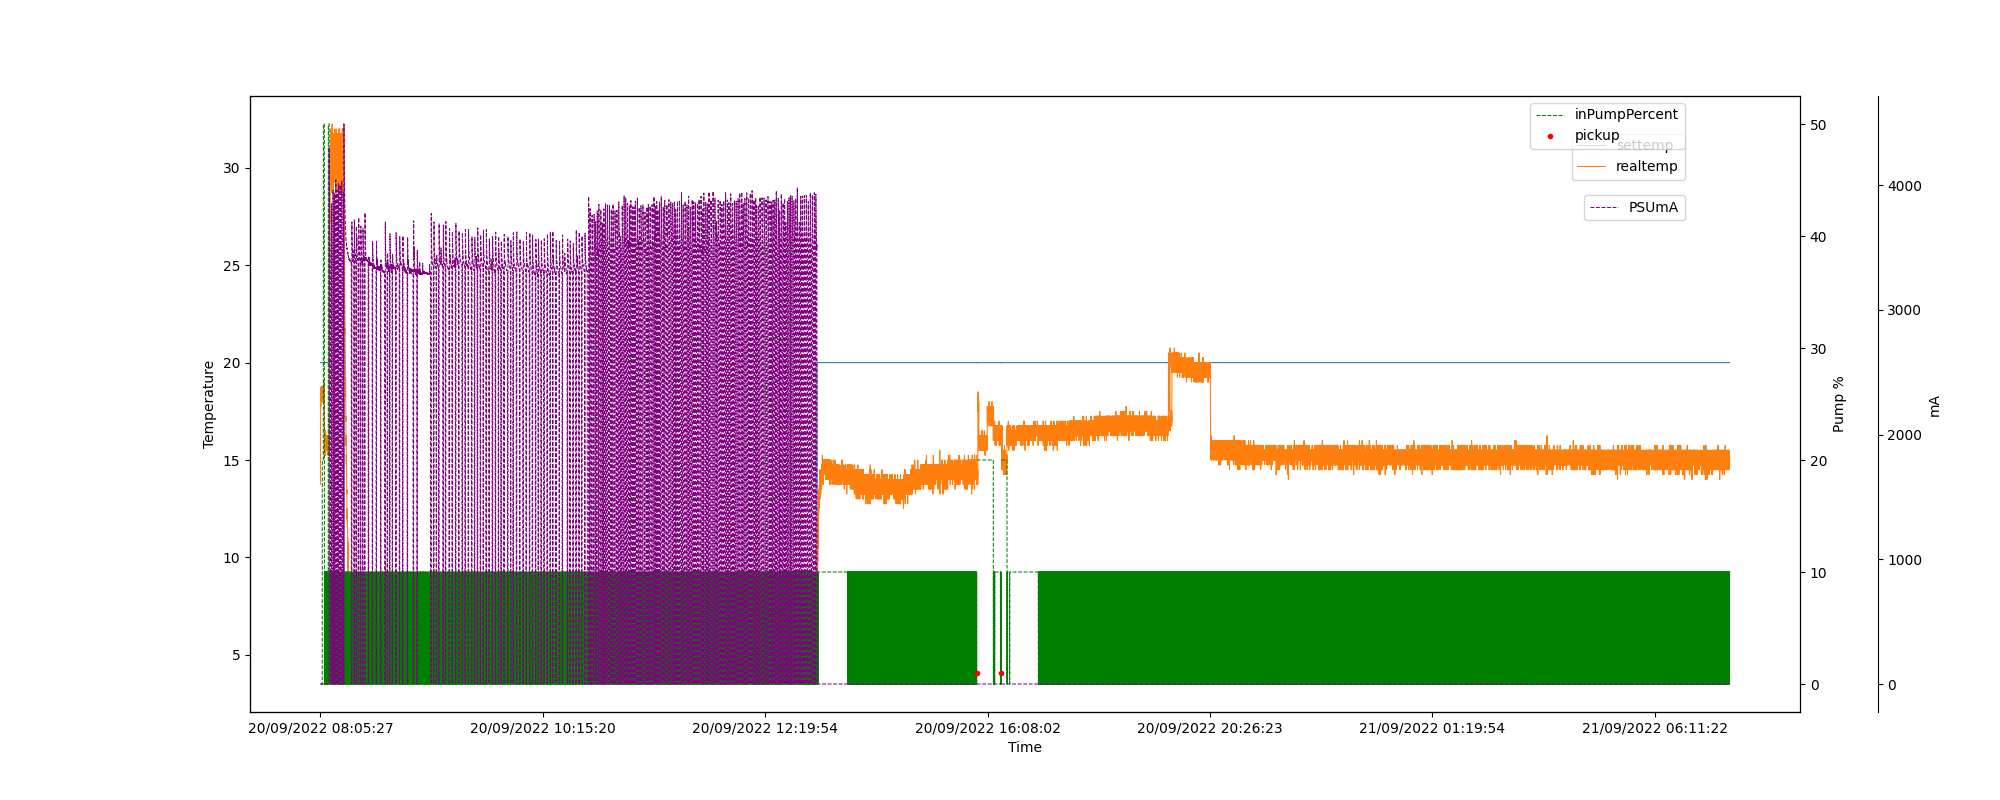 inPumpPercent
pickup
settemp
realtemp
PSUmA
30
25
20
15
10
5
Temperature
50
40
30
20
10
0
Pump %
4000
3000
2000
1000
0
mA
20/09/2022 08:05:27
20/09/2022 10:15:20
20/09/2022 12:19:54
20/09/2022 16:08:02
20/09/2022 20:26:23
21/09/2022 01:19:54
21/09/2022 06:11:22
Time